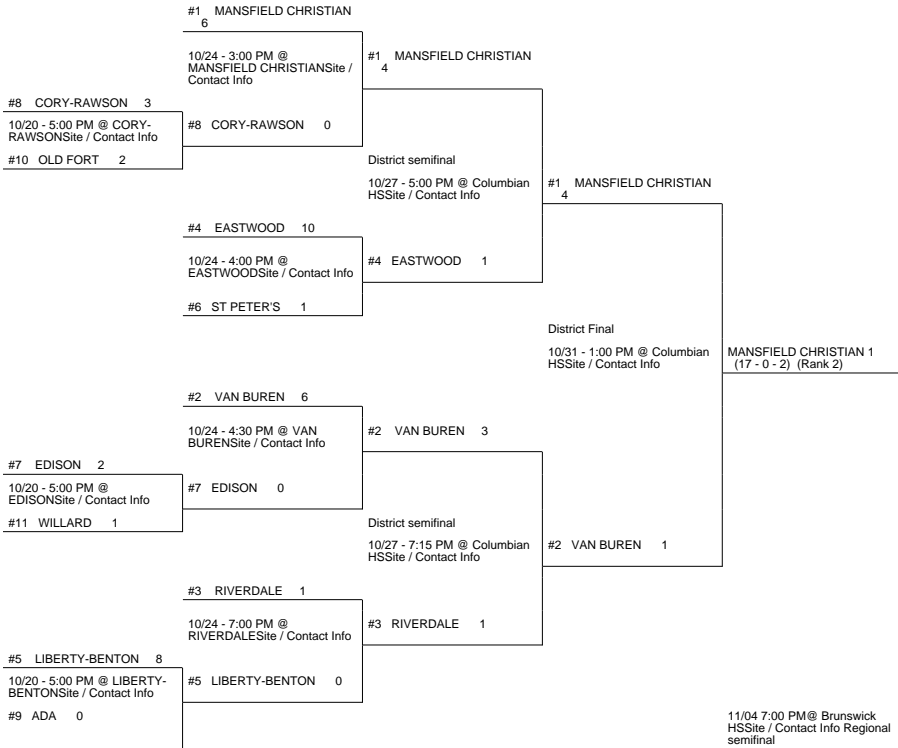 #1 MANSFIELD CHRISTIAN
6
10/24 - 3:00 PM @
MANSFIELD CHRISTIANSite /
Contact Info
#1 MANSFIELD CHRISTIAN
4
#8 CORY-RAWSON 3
10/20 - 5:00 PM @ CORY-
RAWSONSite / Contact Info
#10 OLD FORT 2
#8 CORY-RAWSON 0
District semifinal
10/27 - 5:00 PM @ Columbian
HSSite / Contact Info
#1 MANSFIELD CHRISTIAN
4
#4 EASTWOOD 10
10/24 - 4:00 PM @
EASTWOODSite / Contact Info
#4 EASTWOOD 1
#6 ST PETER'S 1
District Final
10/31 - 1:00 PM @ Columbian
HSSite / Contact Info
MANSFIELD CHRISTIAN 1
(17 - 0 - 2) (Rank 2)
#2 VAN BUREN 6
10/24 - 4:30 PM @ VAN
BURENSite / Contact Info
#2 VAN BUREN 3
#7 EDISON 2
10/20 - 5:00 PM @
EDISONSite / Contact Info
#11 WILLARD 1
#7 EDISON 0
District semifinal
10/27 - 7:15 PM @ Columbian
HSSite / Contact Info
#2 VAN BUREN 1
#3 RIVERDALE 1
10/24 - 7:00 PM @
RIVERDALESite / Contact Info
#3 RIVERDALE 1
#5 LIBERTY-BENTON 8
10/20 - 5:00 PM @ LIBERTY-
BENTONSite / Contact Info
#9 ADA 0
#5 LIBERTY-BENTON 0
11/04 7:00 PM@ Brunswick
HSSite / Contact Info Regional
semifinal